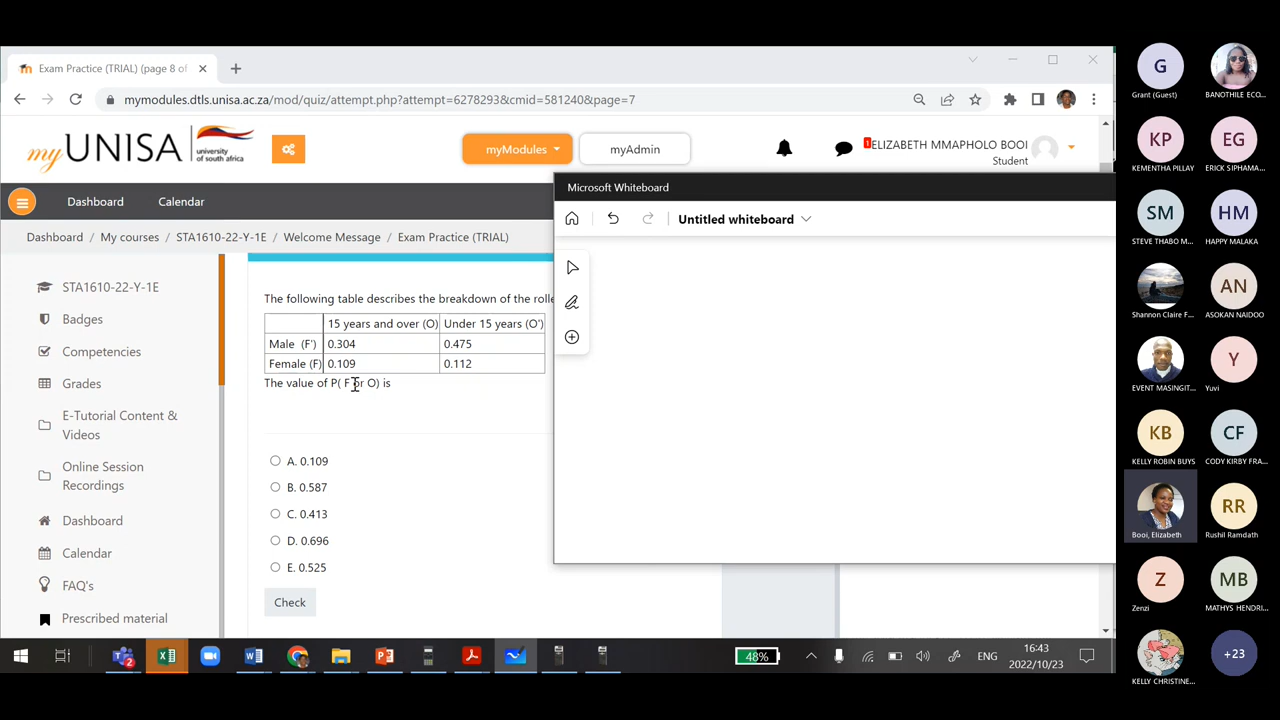 Exam Practice (TRIAL) (page 8 of
mymodules.dtls.unisa.ac.za/mod/quiz/attempt.php?attempt=6278293&cmid=581240&page=7
my UNISA university of south africa
myModules
myAdmin
1
ELIZABETH MMAPHOLO BOOI
Student
Dashboard
Calendar
Dashboard / My courses / STA1610-22-Y-1E / Welcome Message / Exam Practice (TRIAL)
STA1610-22-Y-1E
Badges
Competencies
Grades
E-Tutorial Content &
Videos
Online Session
Recordings
Dashboard
Calendar
FAQ's
Prescribed material
The following table describes the breakdown of the rolle
15 years and over (O) Under 15 years (O')
Male (F') 0.304 0.475
Female (F) 0.109 0.112
The value of P( F or O) is
A. 0.109
B. 0.587
C. 0.413
D. 0.696
E. 0.525
Check
Microsoft Whiteboard
Untitled whiteboard
G
Grant (Guest)
BANOTHILE ECO...
KP
KEMENTHA PILLAY
EG
ERICK SIPHAMA...
SM
STEVE THABO M...
HM
HAPPY MALAKA
Shannon Claire F...
AN
ASOKAN NAIDOO
EVENT MASINGIT...
Y
Yuvi
KB
KELLY ROBIN BUYS
CF
CODY KIRBY FRA...
Booi, Elizabeth
RR
Rushil Ramdath
Z
Zenzi
MB
MATHYS HENDRI...
KELLY CHRISTINE...
+23
48%
ENG
16:43
2022/10/23